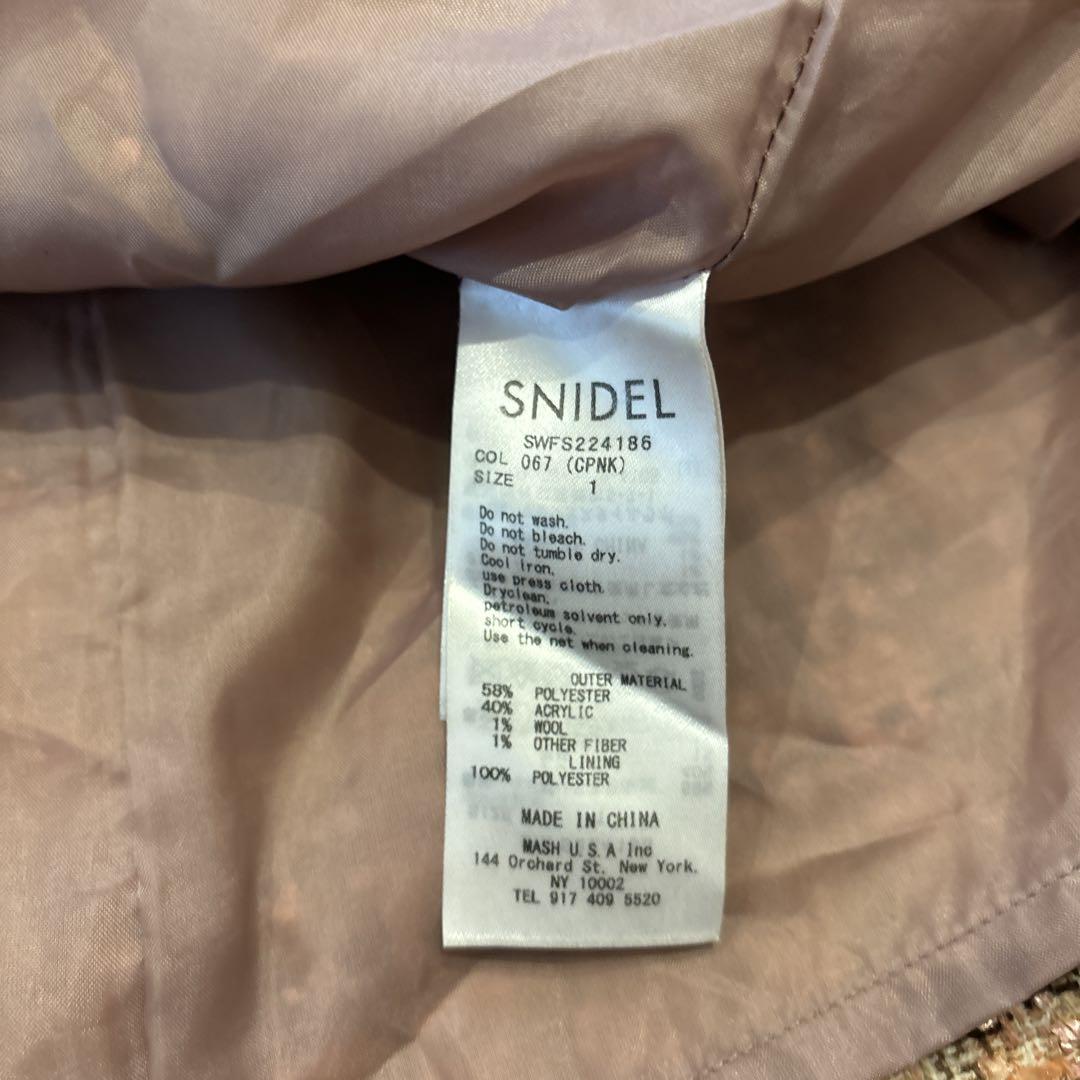 SNIDEL
SWFS224186
COL 067 (CPNK)
SIZE 1
Do not wash.
Do not bleach.
Do not tumble dry.
Cool iron.
use press cloth.
Dryclean.
petroleum solvent only.
short cycle.
Use the net when cleaning.
OUTER MATERIAL
58% POLYESTER
40% ACRYLIC
1% WOOL
1% OTHER FIBER
LINING
100% POLYESTER
MADE IN CHINA
MASH U.S.A Inc
144 Orchard St. New York.
NY 10002
TEL 917 409 5520